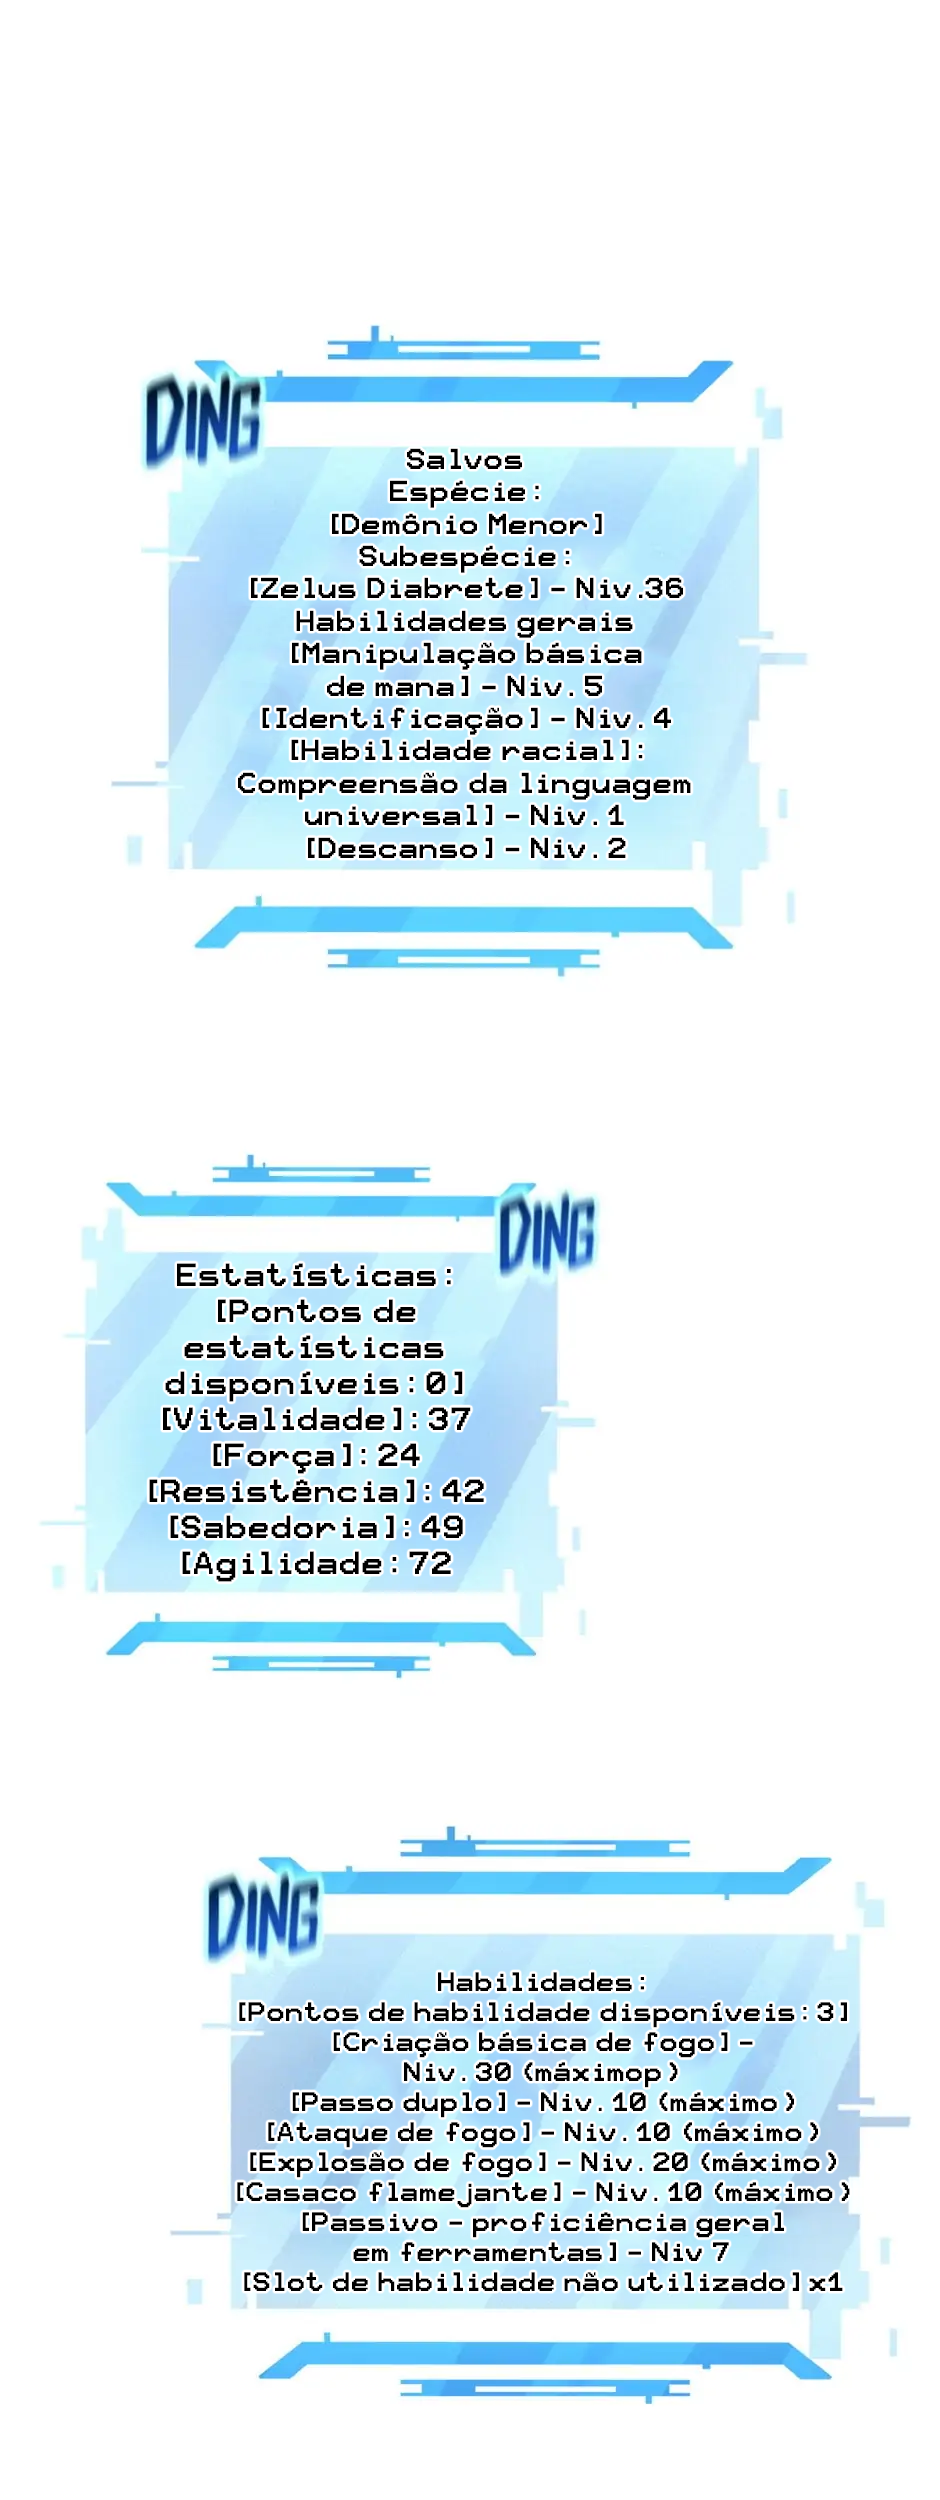 DING
Salvos
Espécie:
[Demônio Menor]
Subespécie:
[Zelus Diabrete] - Niv.36
Habilidades gerais
[Manipulação básica
de mana] - Niv.5
[Identificação] - Niv.4
[Habilidade racial]:
Compreensão da linguagem
universal] - Niv.1
[Descanso] - Niv.2
DING
Estatísticas:
[Pontos de
estatísticas
disponíveis:0]
[Vitalidade]:37
[Força]:24
[Resistência]:42
[Sabedoria]:49
[Agilidade:72
DING
Habilidades:
[Pontos de habilidade disponíveis:3]
[Criação básica de fogo] -
Niv.30 (máximop)
[Passo duplo] - Niv.10 (máximo)
[Ataque de fogo] - Niv.10 (máximo)
[Explosão de fogo] - Niv.20 (máximo)
[Casaco flamejante] - Niv.10 (máximo)
[Passivo - proficiência geral
em ferramentas] - Niv 7
[Slot de habilidade não utilizado]x1